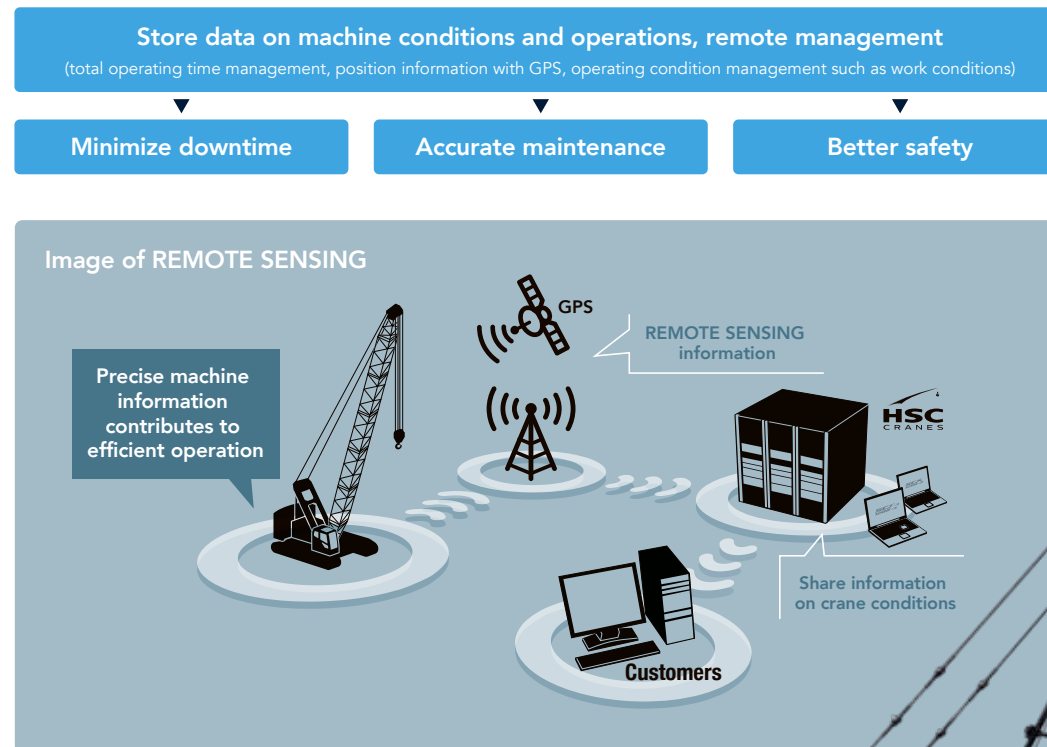 Store data on machine conditions and operations, remote management
(total operating time management, position information with GPS, operating condition management such as work conditions)
Minimize downtime
Accurate maintenance
Better safety
Image of REMOTE SENSING
GPS
REMOTE SENSING
information
Precise machine
information
contributes to
efficient operation
HSC
CRANES
Share information
on crane conditions
Customers